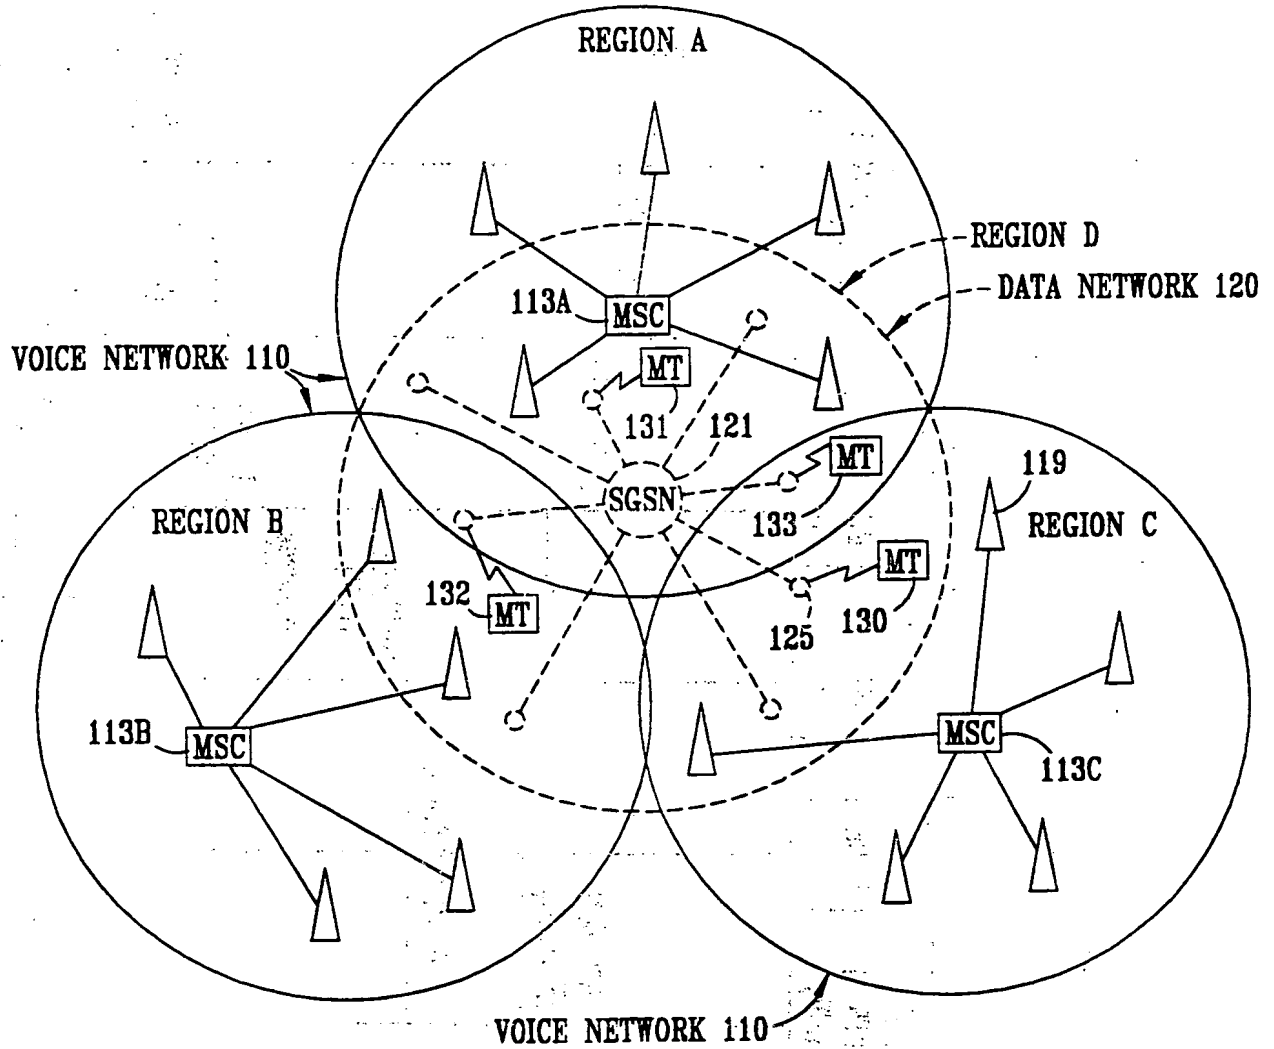 REGION A
REGION D
DATA NETWORK 120
113A
MSC
VOICE NETWORK 110
MT
131
121
MT
119
SGSN
133
REGION B
REGION C
MT
132
MT
125
130
113B
MSC
MSC
113C
VOICE NETWORK 110